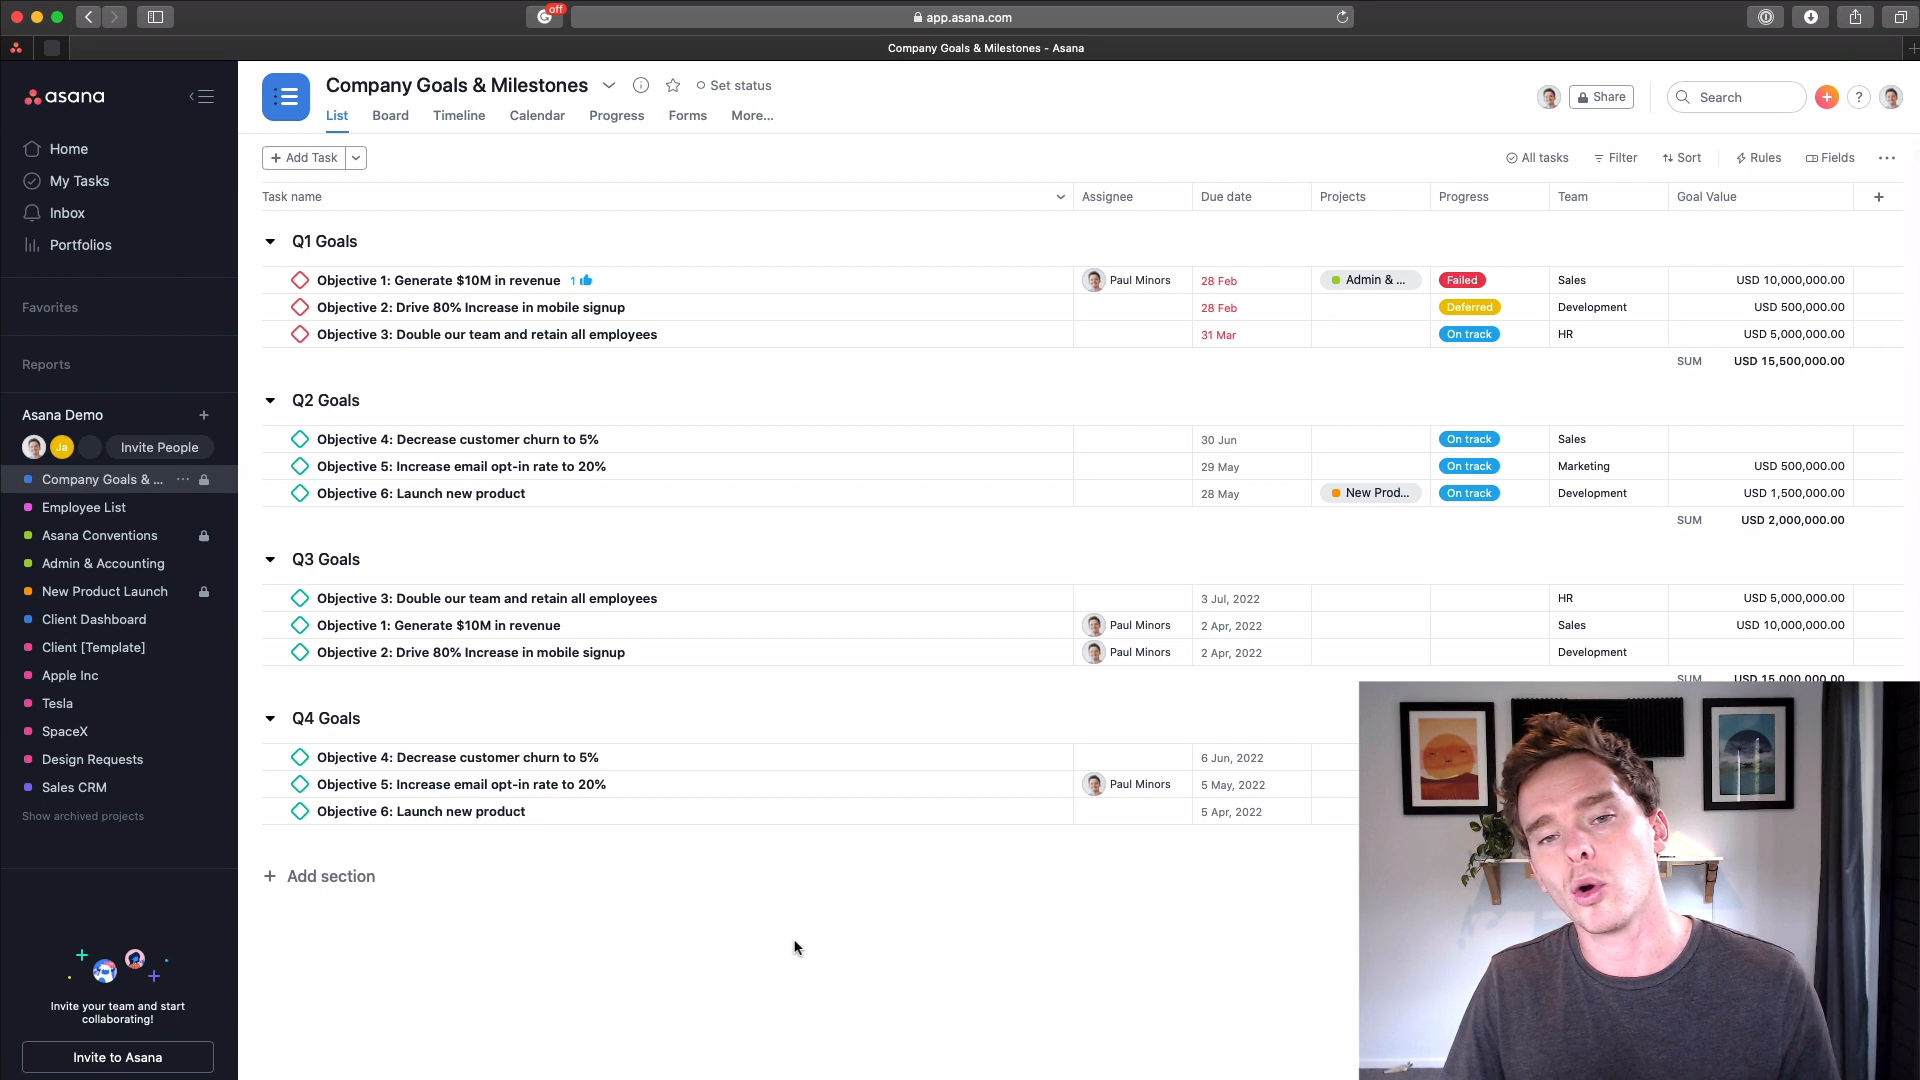 off
app.asana.com
Company Goals & Milestones - Asana
asana
Home
My Tasks
Inbox
Portfolios
Favorites
Reports
Asana Demo
Ja
Invite People
Company Goals & ...
Employee List
Asana Conventions
Admin & Accounting
New Product Launch
Client Dashboard
Client [Template]
Apple Inc
Tesla
SpaceX
Design Requests
Sales CRM
Show archived projects
Invite your team and start
collaborating!
Invite to Asana
Company Goals & Milestones
Set status
List Board Timeline Calendar Progress Forms More...
Share
Search
?
+ Add Task
All tasks Filter Sort Rules Fields
Task name Assignee Due date Projects Progress Team Goal Value +
Q1 Goals
Objective 1: Generate $10M in revenue 1 Paul Minors 28 Feb Admin & ... Failed Sales USD 10,000,000.00
Objective 2: Drive 80% Increase in mobile signup 28 Feb Deferred Development USD 500,000.00
Objective 3: Double our team and retain all employees 31 Mar On track HR USD 5,000,000.00
SUM USD 15,500,000.00
Q2 Goals
Objective 4: Decrease customer churn to 5% 30 Jun On track Sales
Objective 5: Increase email opt-in rate to 20% 29 May On track Marketing USD 500,000.00
Objective 6: Launch new product 28 May New Prod... On track Development USD 1,500,000.00
SUM USD 2,000,000.00
Q3 Goals
Objective 3: Double our team and retain all employees 3 Jul, 2022 HR USD 5,000,000.00
Objective 1: Generate $10M in revenue Paul Minors 2 Apr, 2022 Sales USD 10,000,000.00
Objective 2: Drive 80% Increase in mobile signup Paul Minors 2 Apr, 2022 Development
SUM USD 15,000,000.00
Q4 Goals
Objective 4: Decrease customer churn to 5% 6 Jun, 2022
Objective 5: Increase email opt-in rate to 20% Paul Minors 5 May, 2022
Objective 6: Launch new product 5 Apr, 2022
+ Add section